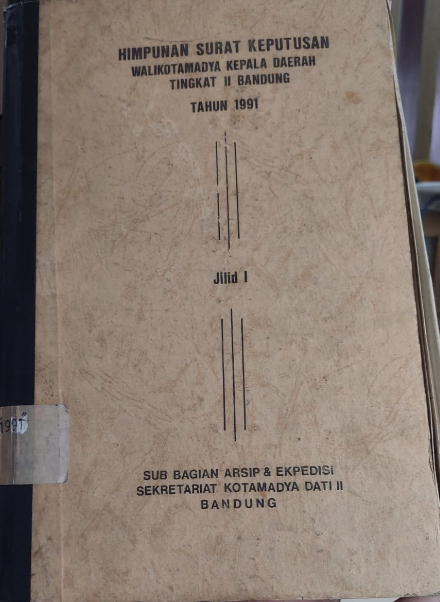 HIMPUNAN SURAT KEPUTUSAN
WALIKOTAMADYA KEPALA DAERAH
TINGKAT II BANDUNG
TAHUN 1991
Jilid I
1991
SUB BAGIAN ARSIP & EKPEDISI
SEKRETARIAT KOTAMADYA DATI II
BANDUNG